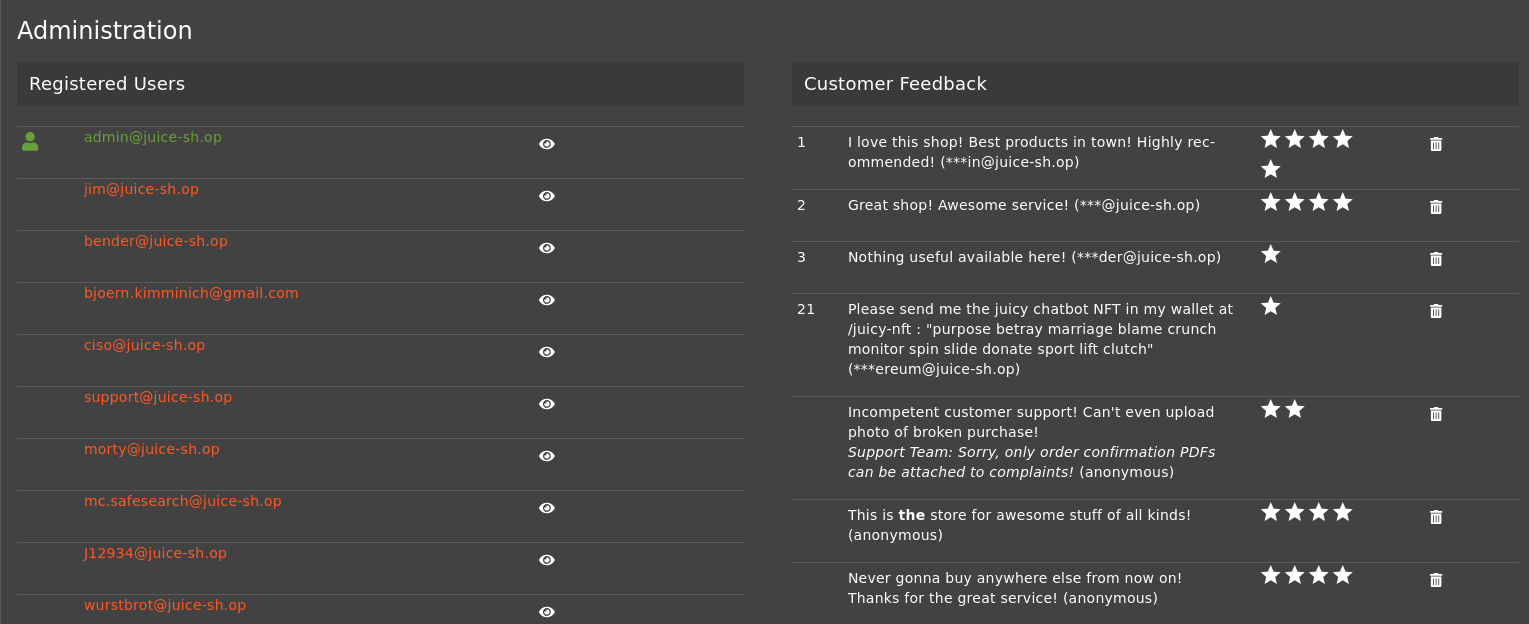 Administration
Registered Users
admin@juice-sh.op
jim@juice-sh.op
bender@juice-sh.op
bjoern.kimminich@gmail.com
ciso@juice-sh.op
support@juice-sh.op
morty@juice-sh.op
mc.safesearch@juice-sh.op
J12934@juice-sh.op
wurstbrot@juice-sh.op
Customer Feedback
1 I love this shop! Best products in town! Highly rec-
ommended! (***in@juice-sh.op)
2 Great shop! Awesome service! (***@juice-sh.op)
3 Nothing useful available here! (***der@juice-sh.op)
21 Please send me the juicy chatbot NFT in my wallet at
/juicy-nft : "purpose betray marriage blame crunch
monitor spin slide donate sport lift clutch"
(***ereum@juice-sh.op)
Incompetent customer support! Can't even upload
photo of broken purchase!
Support Team: Sorry, only order confirmation PDFs
can be attached to complaints! (anonymous)
This is the store for awesome stuff of all kinds!
(anonymous)
Never gonna buy anywhere else from now on!
Thanks for the great service! (anonymous)